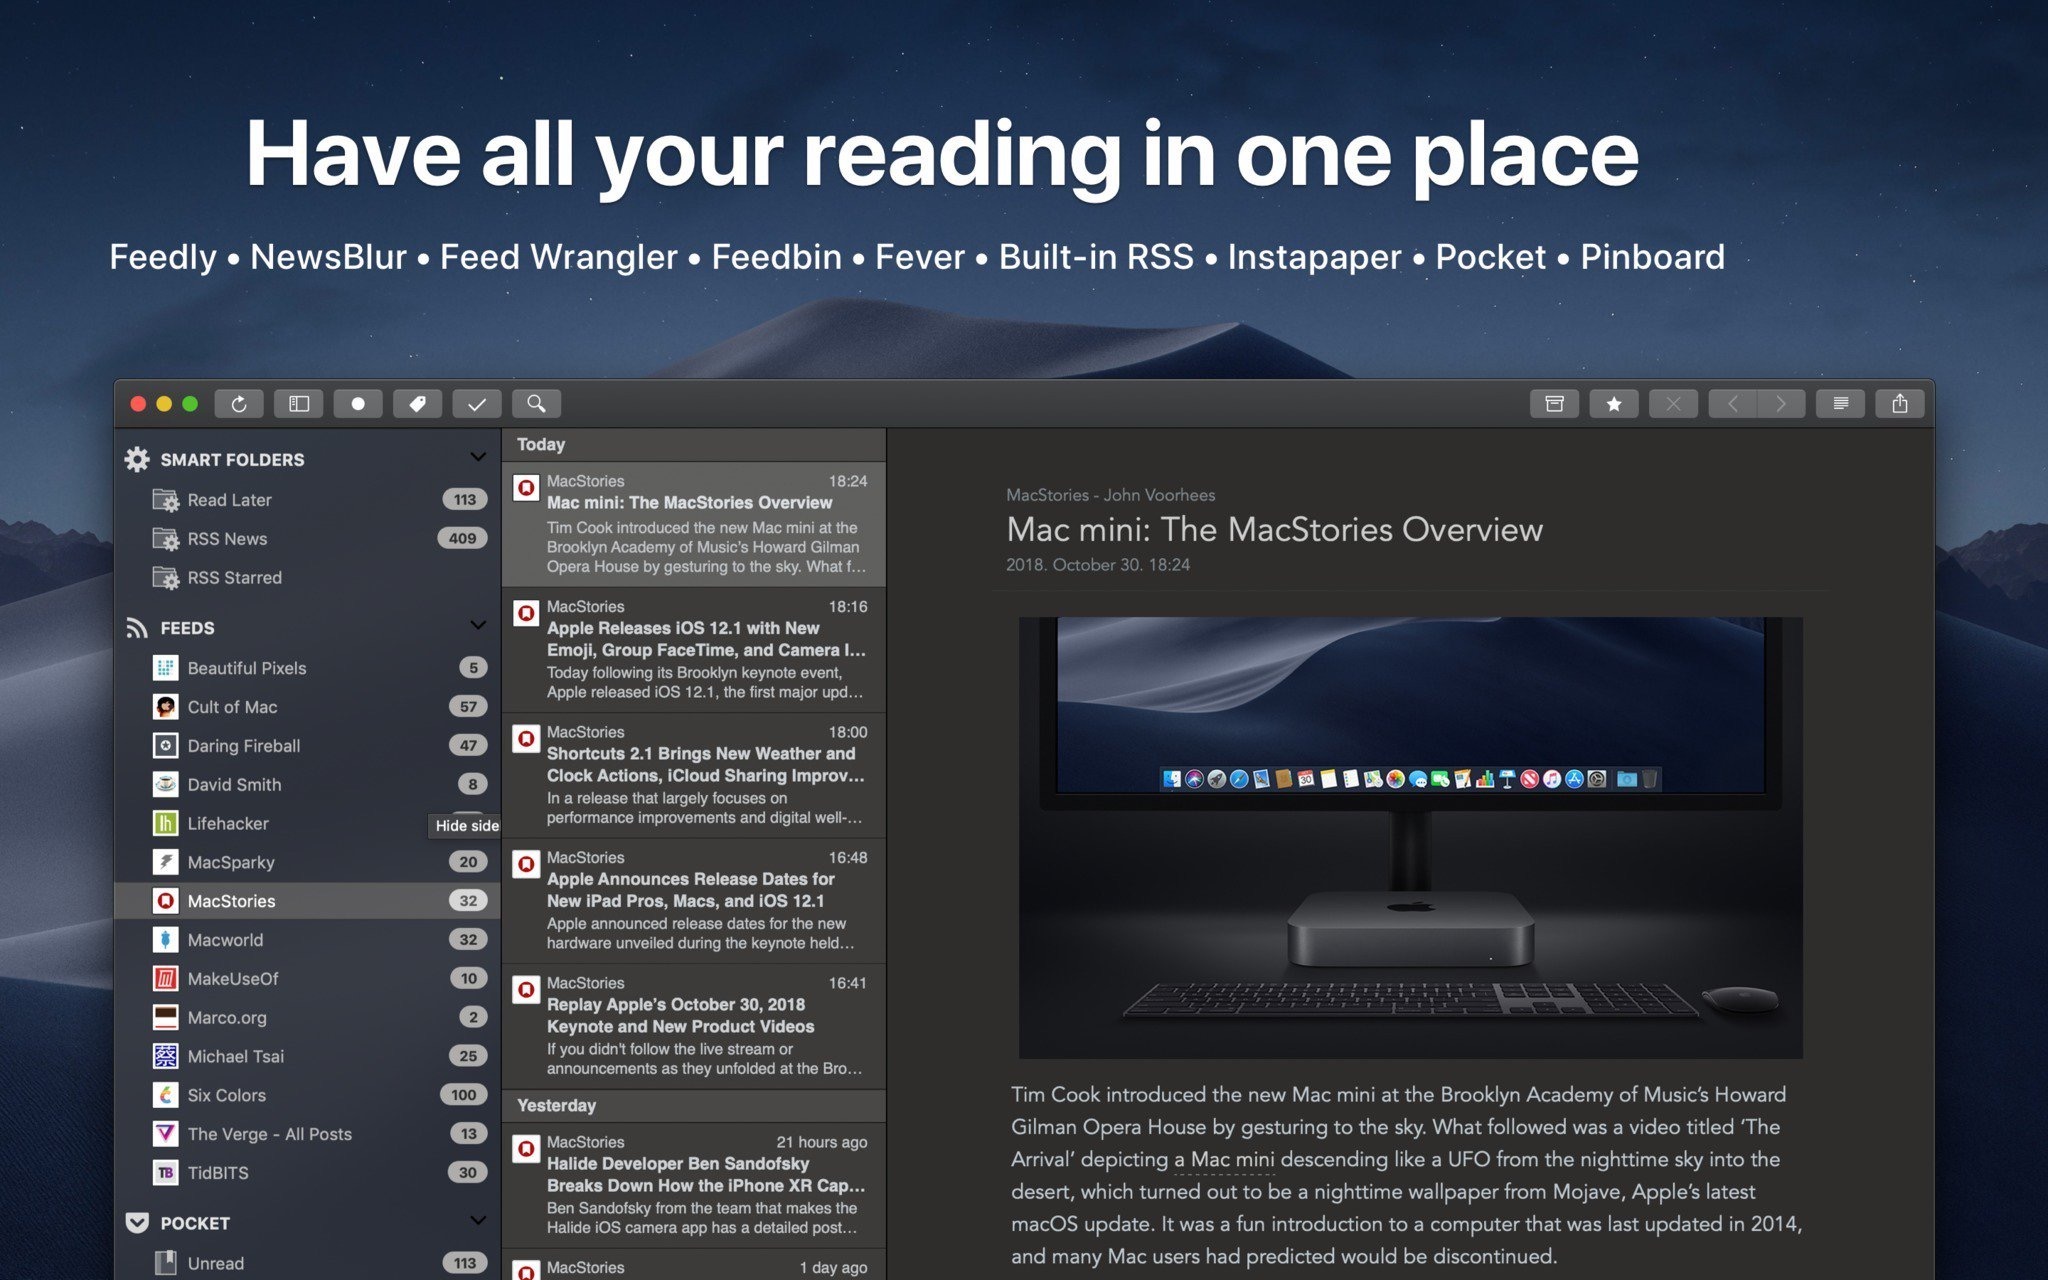 Have all your reading in one place
Feedly • NewsBlur • Feed Wrangler • Feedbin • Fever • Built-in RSS • Instapaper • Pocket • Pinboard
SMART FOLDERS
Read Later 113
RSS News 409
RSS Starred
FEEDS
Beautiful Pixels 5
Cult of Mac 57
Daring Fireball 47
David Smith 8
Lifehacker
Hide side
MacSparky 20
MacStories 32
Macworld 32
MakeUseOf 10
Marco.org 2
Michael Tsai 25
Six Colors 100
The Verge - All Posts 13
TidBITS 30
POCKET
Unread 113
Today
MacStories 18:24
Mac mini: The MacStories Overview
Tim Cook introduced the new Mac mini at the
Brooklyn Academy of Music's Howard Gilman
Opera House by gesturing to the sky. What f...
MacStories 18:16
Apple Releases iOS 12.1 with New
Emoji, Group FaceTime, and Camera I...
Today following its Brooklyn keynote event,
Apple released iOS 12.1, the first major upd...
MacStories 18:00
Shortcuts 2.1 Brings New Weather and
Clock Actions, iCloud Sharing Improv...
In a release that largely focuses on
performance improvements and digital well-...
MacStories 16:48
Apple Announces Release Dates for
New iPad Pros, Macs, and iOS 12.1
Apple announced release dates for the new
hardware unveiled during the keynote held...
MacStories 16:41
Replay Apple's October 30, 2018
Keynote and New Product Videos
If you didn't follow the live stream or
announcements as they unfolded at the Bro...
Yesterday
MacStories 21 hours ago
Halide Developer Ben Sandofsky
Breaks Down How the iPhone XR Cap...
Ben Sandofsky from the team that makes the
Halide iOS camera app has a detailed post...
MacStories 1 day ago
MacStories - John Voorhees
Mac mini: The MacStories Overview
2018. October 30. 18:24
Tim Cook introduced the new Mac mini at the Brooklyn Academy of Music's Howard
Gilman Opera House by gesturing to the sky. What followed was a video titled 'The
Arrival' depicting a Mac mini descending like a UFO from the nighttime sky into the
desert, which turned out to be a nighttime wallpaper from Mojave, Apple's latest
macOS update. It was a fun introduction to a computer that was last updated in 2014,
and many Mac users had predicted would be discontinued.